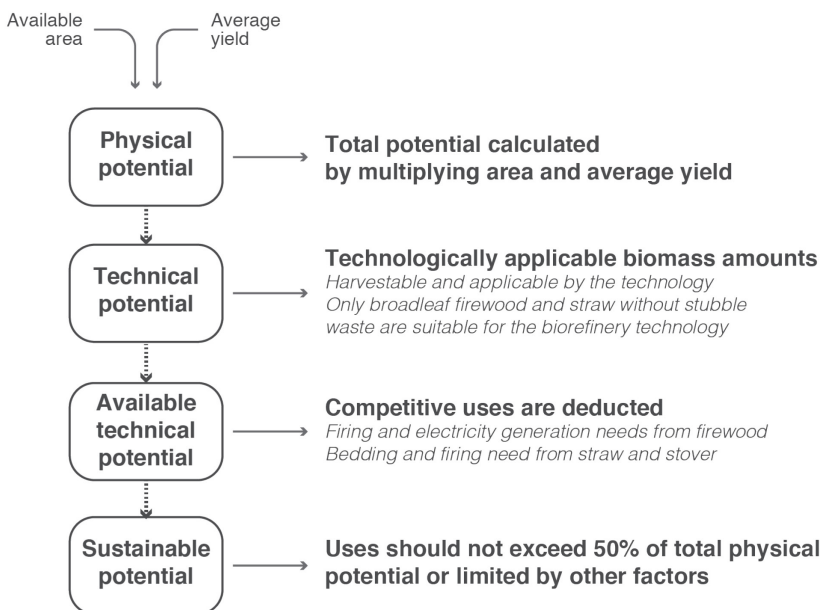 Available
area
Average
yield
Physical
potential
Total potential calculated
by multiplying area and average yield
Technical
potential
Technologically applicable biomass amounts
Harvestable and applicable by the technology
Only broadleaf firewood and straw without stubble
waste are suitable for the biorefinery technology
Available
technical
potential
Competitive uses are deducted
Firing and electricity generation needs from firewood
Bedding and firing need from straw and stover
Sustainable
potential
Uses should not exceed 50% of total physical
potential or limited by other factors